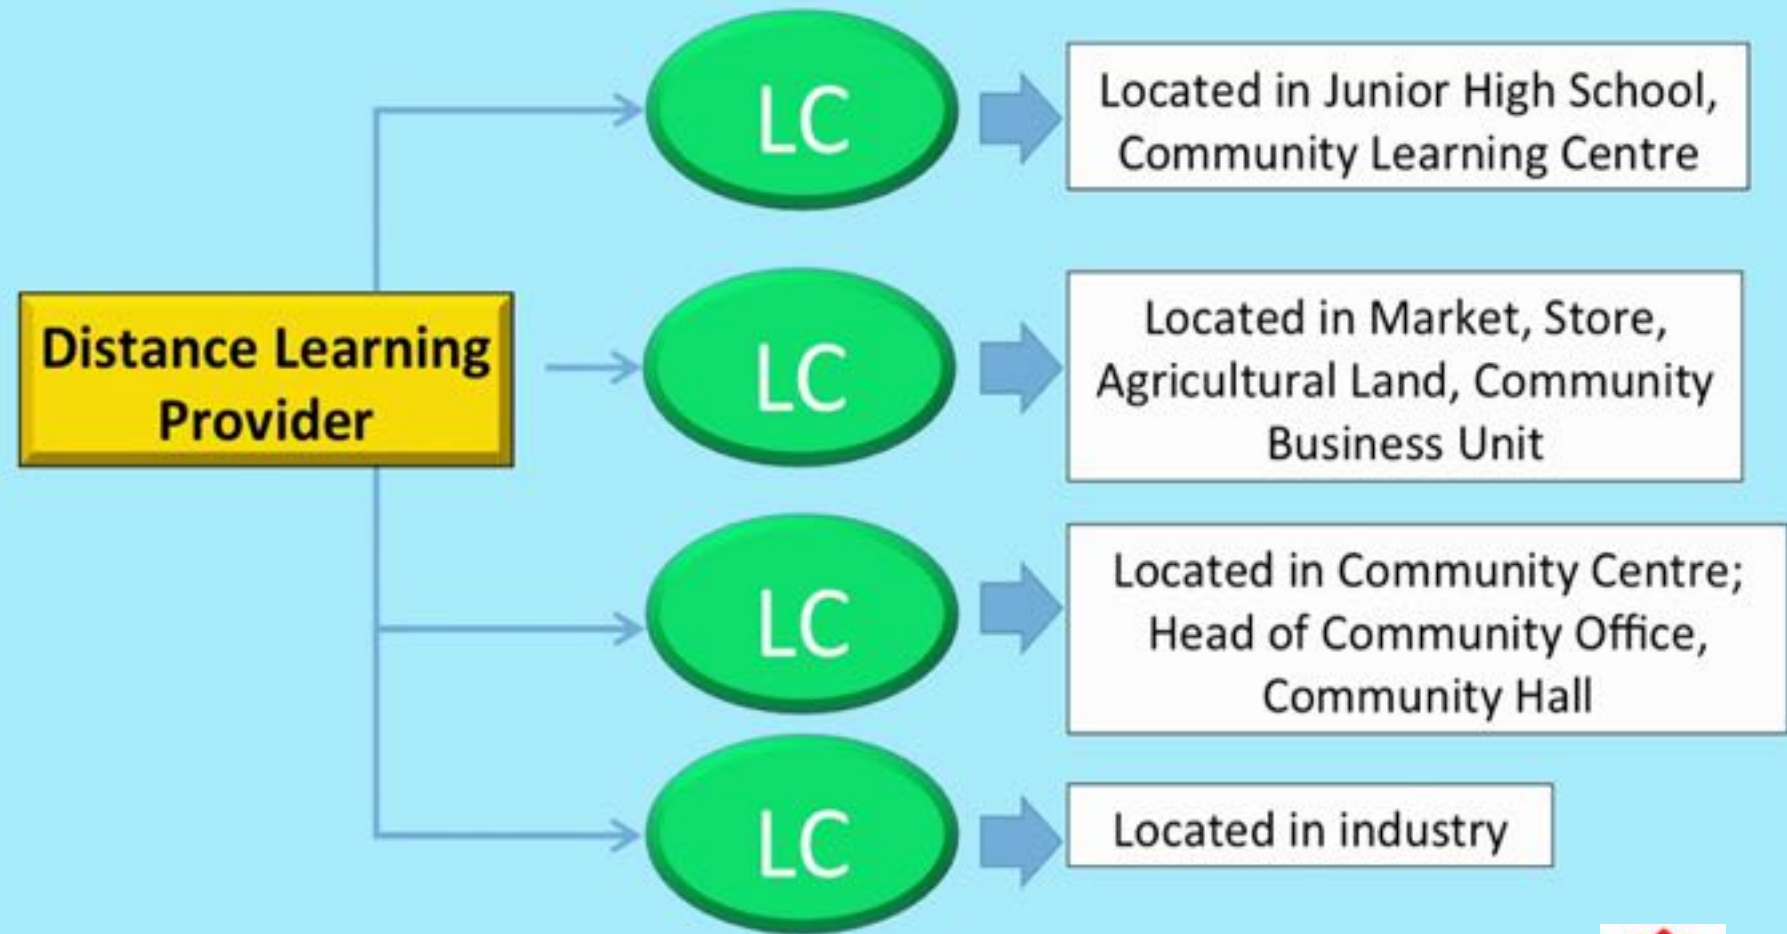 LC
Located in Junior High School,
Community Learning Centre
Distance Learning
Provider
LC
Located in Market, Store,
Agricultural Land, Community
Business Unit
LC
Located in Community Centre;
Head of Community Office,
Community Hall
LC
Located in industry